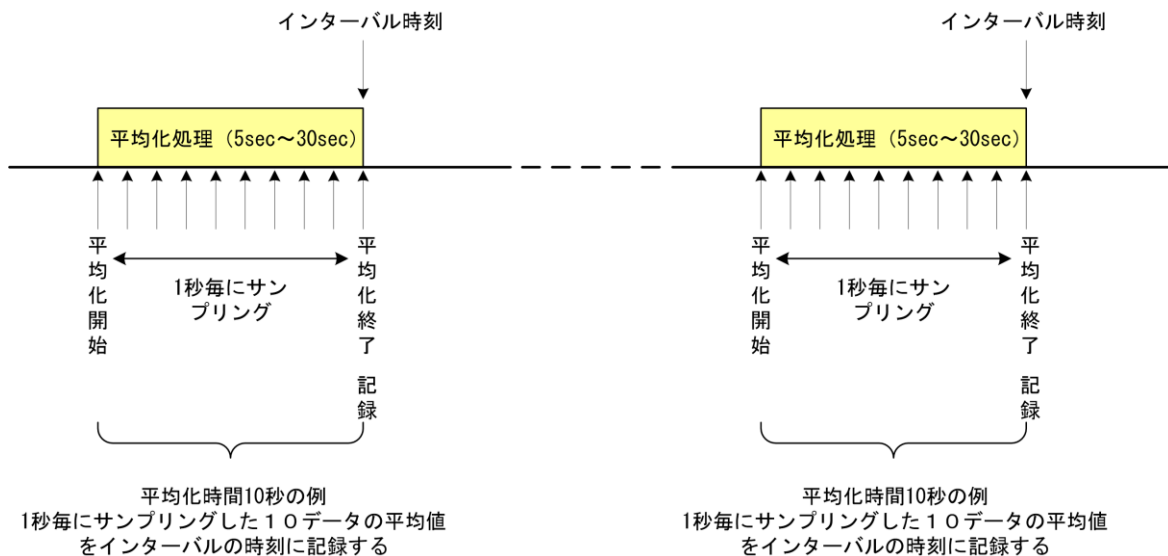 インターバル時刻
平均化処理（5sec～30sec）
平均化開始
1秒毎にサン
プリング
平均化終了 記録
平均化時間10秒の例
1秒毎にサンプリングした１０データの平均値
をインターバルの時刻に記録する
インターバル時刻
平均化処理（5sec～30sec）
平均化開始
1秒毎にサン
プリング
平均化終了 記録
平均化時間10秒の例
1秒毎にサンプリングした１０データの平均値
をインターバルの時刻に記録する